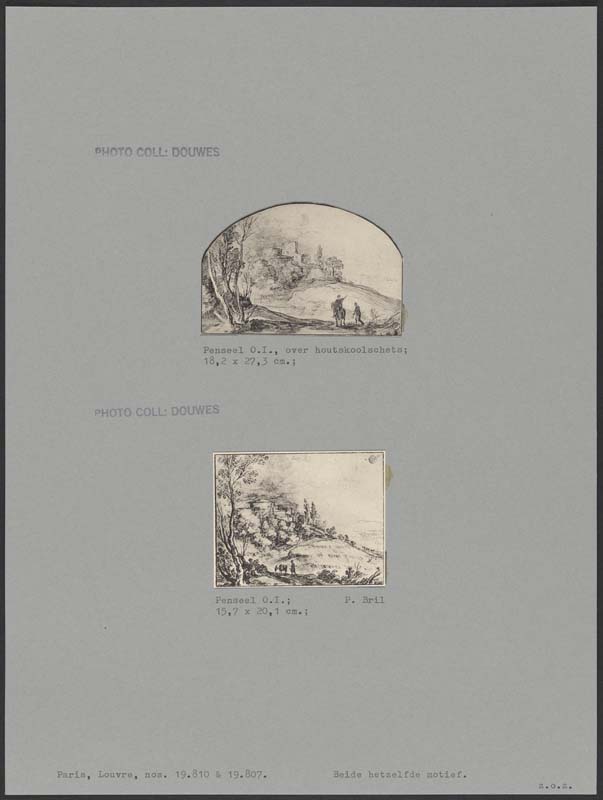 PHOTO COLL: DOUWES
Penseel O.I., over houtskoolschets;
18,2 x 27,3 cm.;
PHOTO COLL: DOUWES
Penseel O.I.; P. Bril
15,7 x 20,1 cm.;
Paris, Louvre, nos. 19.810 & 19.807. Beide hetzelfde motief.
z.o.z.